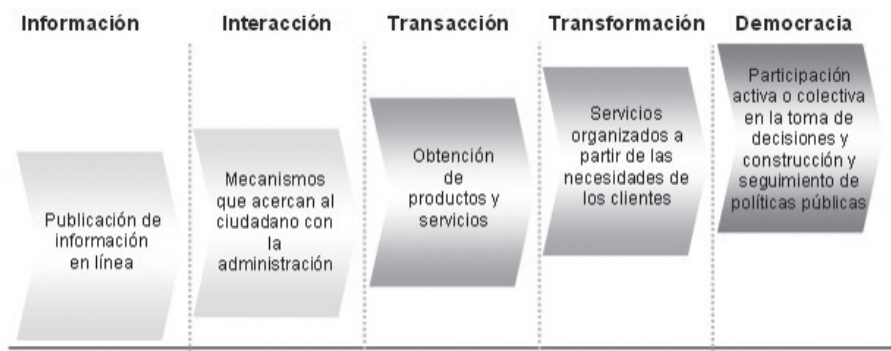 Información
Interacción
Transacción
Transformación
Democracia
Publicación de
información
en línea
Mecanismos
que acercan al
ciudadano con
la
administración
Obtención
de
productos y
servicios
Servicios
organizados a
partir de las
necesidades de
los clientes
Participación
activa o colectiva
en la toma de
decisiones y
construcción y
seguimiento de
políticas públicas